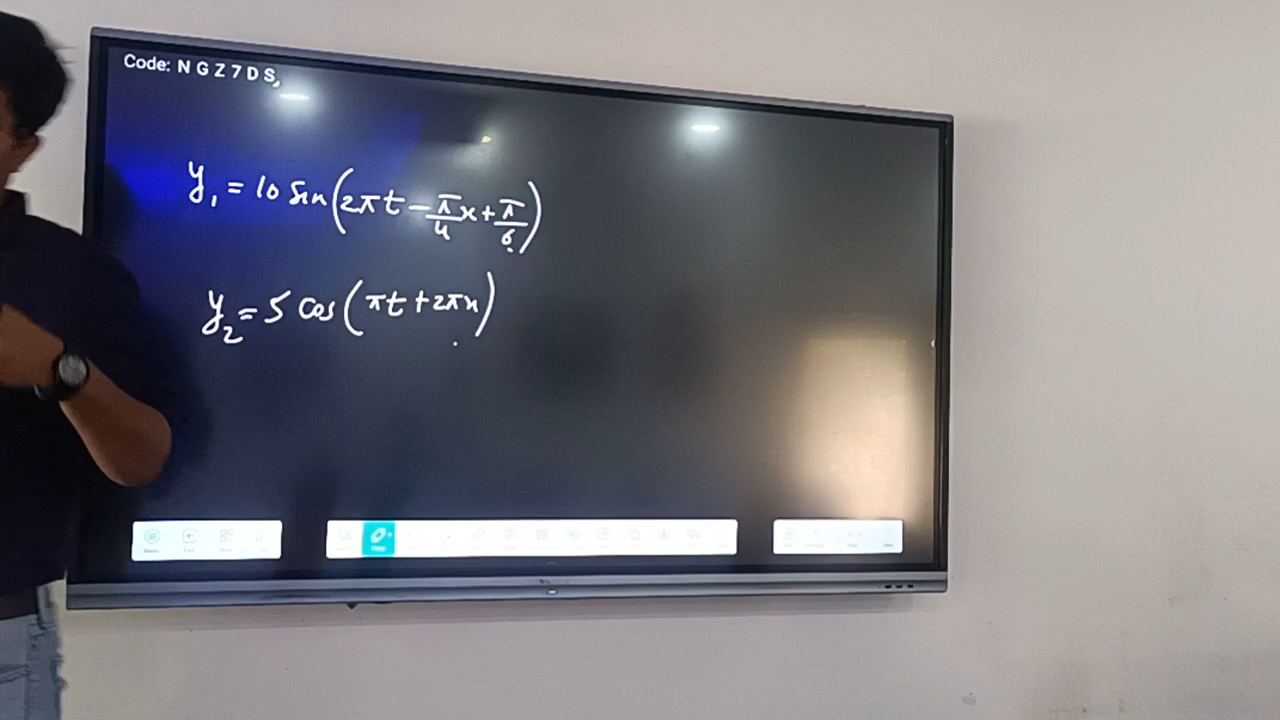 Code: N G Z 7 D S,
y₁ = 10 sin(2πt - π/4 x + π/6)
y₂ = 5 cos(πt + 2πx)